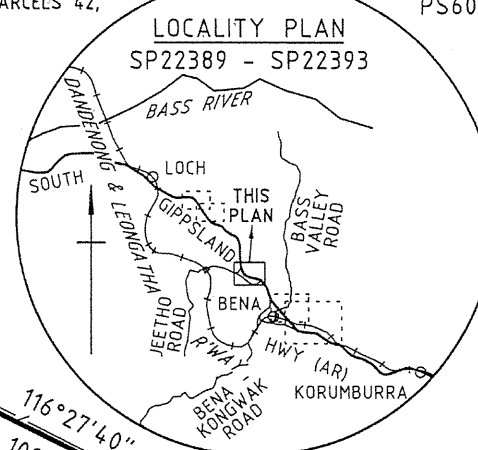 ARCELS 42,
PS60
LOCALITY PLAN
SP22389 - SP22393
BASS RIVER
DANDENONG & LEONGATHA
LOCH
SOUTH
GIPPSLAND
THIS
PLAN
BASS
VALLEY
ROAD
JEETHO
ROAD
BENA
R'WAY
HWY (AR)
KORUMBURRA
BENA -
KONGWAK
ROAD
116°27'40"